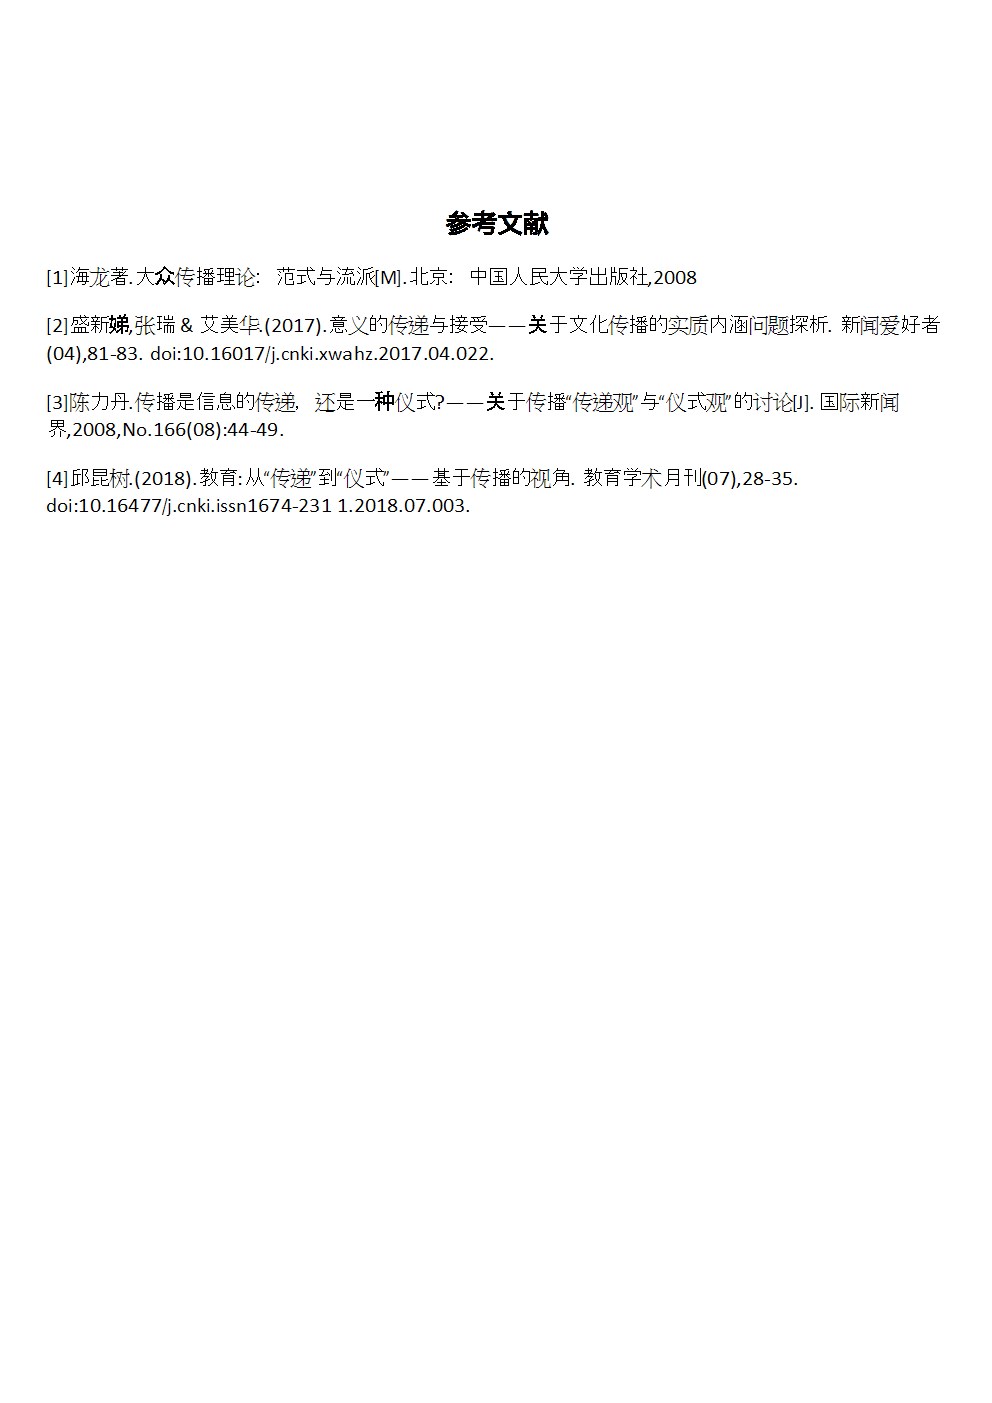 参考文献
[1]海龙著.大众传播理论： 范式与流派[M].北京： 中国人民大学出版社,2008
[2]盛新娣,张瑞 & 艾美华.(2017).意义的传递与接受——关于文化传播的实质内涵问题探析. 新闻爱好者
(04),81-83. doi:10.16017/j.cnki.xwahz.2017.04.022.
[3]陈力丹.传播是信息的传递，还是一种仪式?——关于传播“传递观”与“仪式观”的讨论[J]. 国际新闻
界,2008,No.166(08):44-49.
[4]邱昆树.(2018).教育:从“传递”到“仪式”——基于传播的视角. 教育学术月刊(07),28-35.
doi:10.16477/j.cnki.issn1674-231 1.2018.07.003.